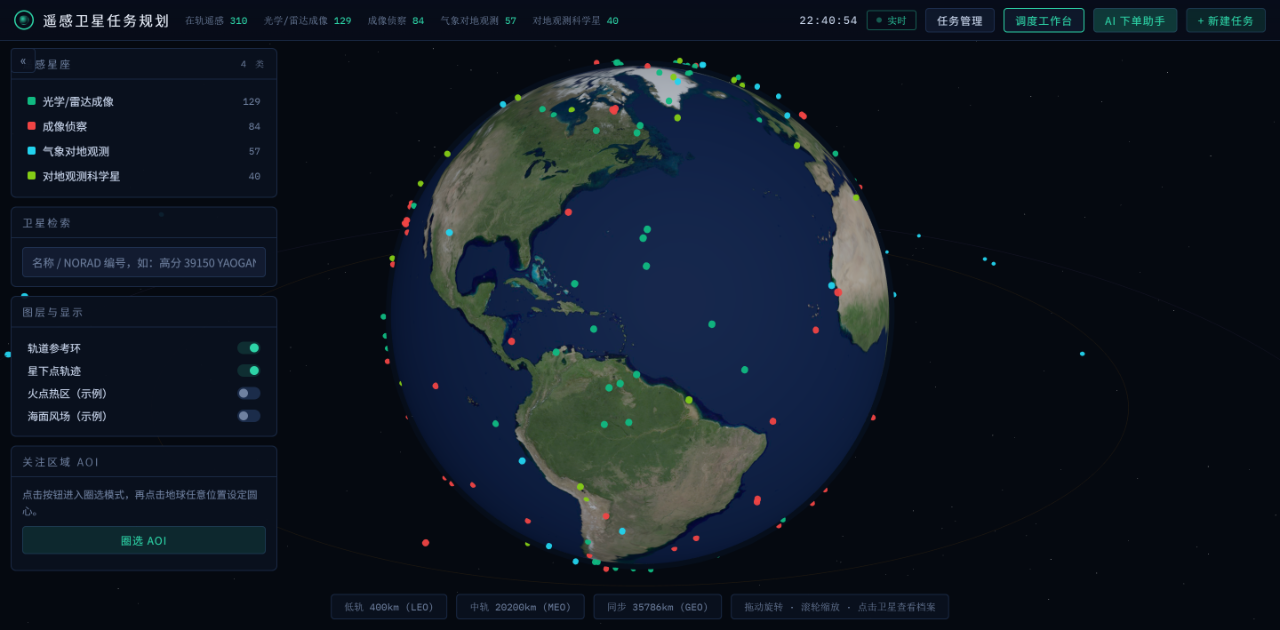 遥感卫星任务规划
在轨遥感 310 光学/雷达成像 129 成像侦察 84 气象对地观测 57 对地观测科学星 40
22:40:54 实时 任务管理 调度工作台 AI 下单助手 + 新建任务
« 感星座 4 类
光学/雷达成像 129
成像侦察 84
气象对地观测 57
对地观测科学星 40
卫星检索
名称 / NORAD 编号，如：高分 39150 YAOGAN
图层与显示
轨道参考环
星下点轨迹
火点热区（示例）
海面风场（示例）
关注区域 AOI
点击按钮进入圈选模式，再点击地球任意位置设定圆
心。
圈选 AOI
低轨 400km (LEO) 中轨 20200km (MEO) 同步 35786km (GEO) 拖动旋转 · 滚轮缩放 · 点击卫星查看档案